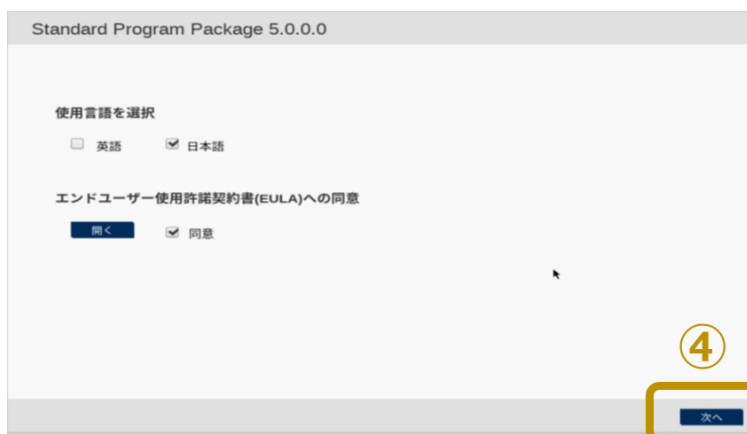 Standard Program Package 5.0.0.0
使用言語を選択
英語 日本語
エンドユーザー使用許諾契約書(EULA)への同意
開く 同意
④
次へ